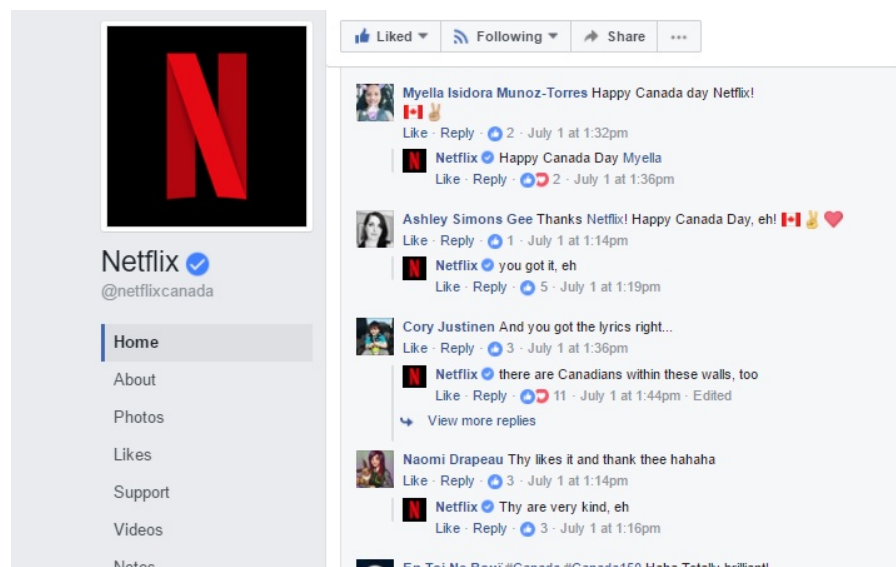 Liked
Following
Share
Netflix
@netflixcanada
Home
About
Photos
Likes
Support
Videos
Notes
Myella Isidora Munoz-Torres Happy Canada day Netflix!
🇨🇦✌🏼
Like · Reply · 2 · July 1 at 1:32pm
Netflix Happy Canada Day Myella
Like · Reply · 2 · July 1 at 1:36pm
Ashley Simons Gee Thanks Netflix! Happy Canada Day, eh! 🇨🇦✌🏼❤
Like · Reply · 1 · July 1 at 1:14pm
Netflix you got it, eh
Like · Reply · 5 · July 1 at 1:19pm
Cory Justinen And you got the lyrics right...
Like · Reply · 3 · July 1 at 1:36pm
Netflix there are Canadians within these walls, too
Like · Reply · 11 · July 1 at 1:44pm · Edited
View more replies
Naomi Drapeau Thy likes it and thank thee hahaha
Like · Reply · 3 · July 1 at 1:14pm
Netflix Thy are very kind, eh
Like · Reply · 3 · July 1 at 1:16pm
#Canada #Canada150 Haha Totally brilliant!